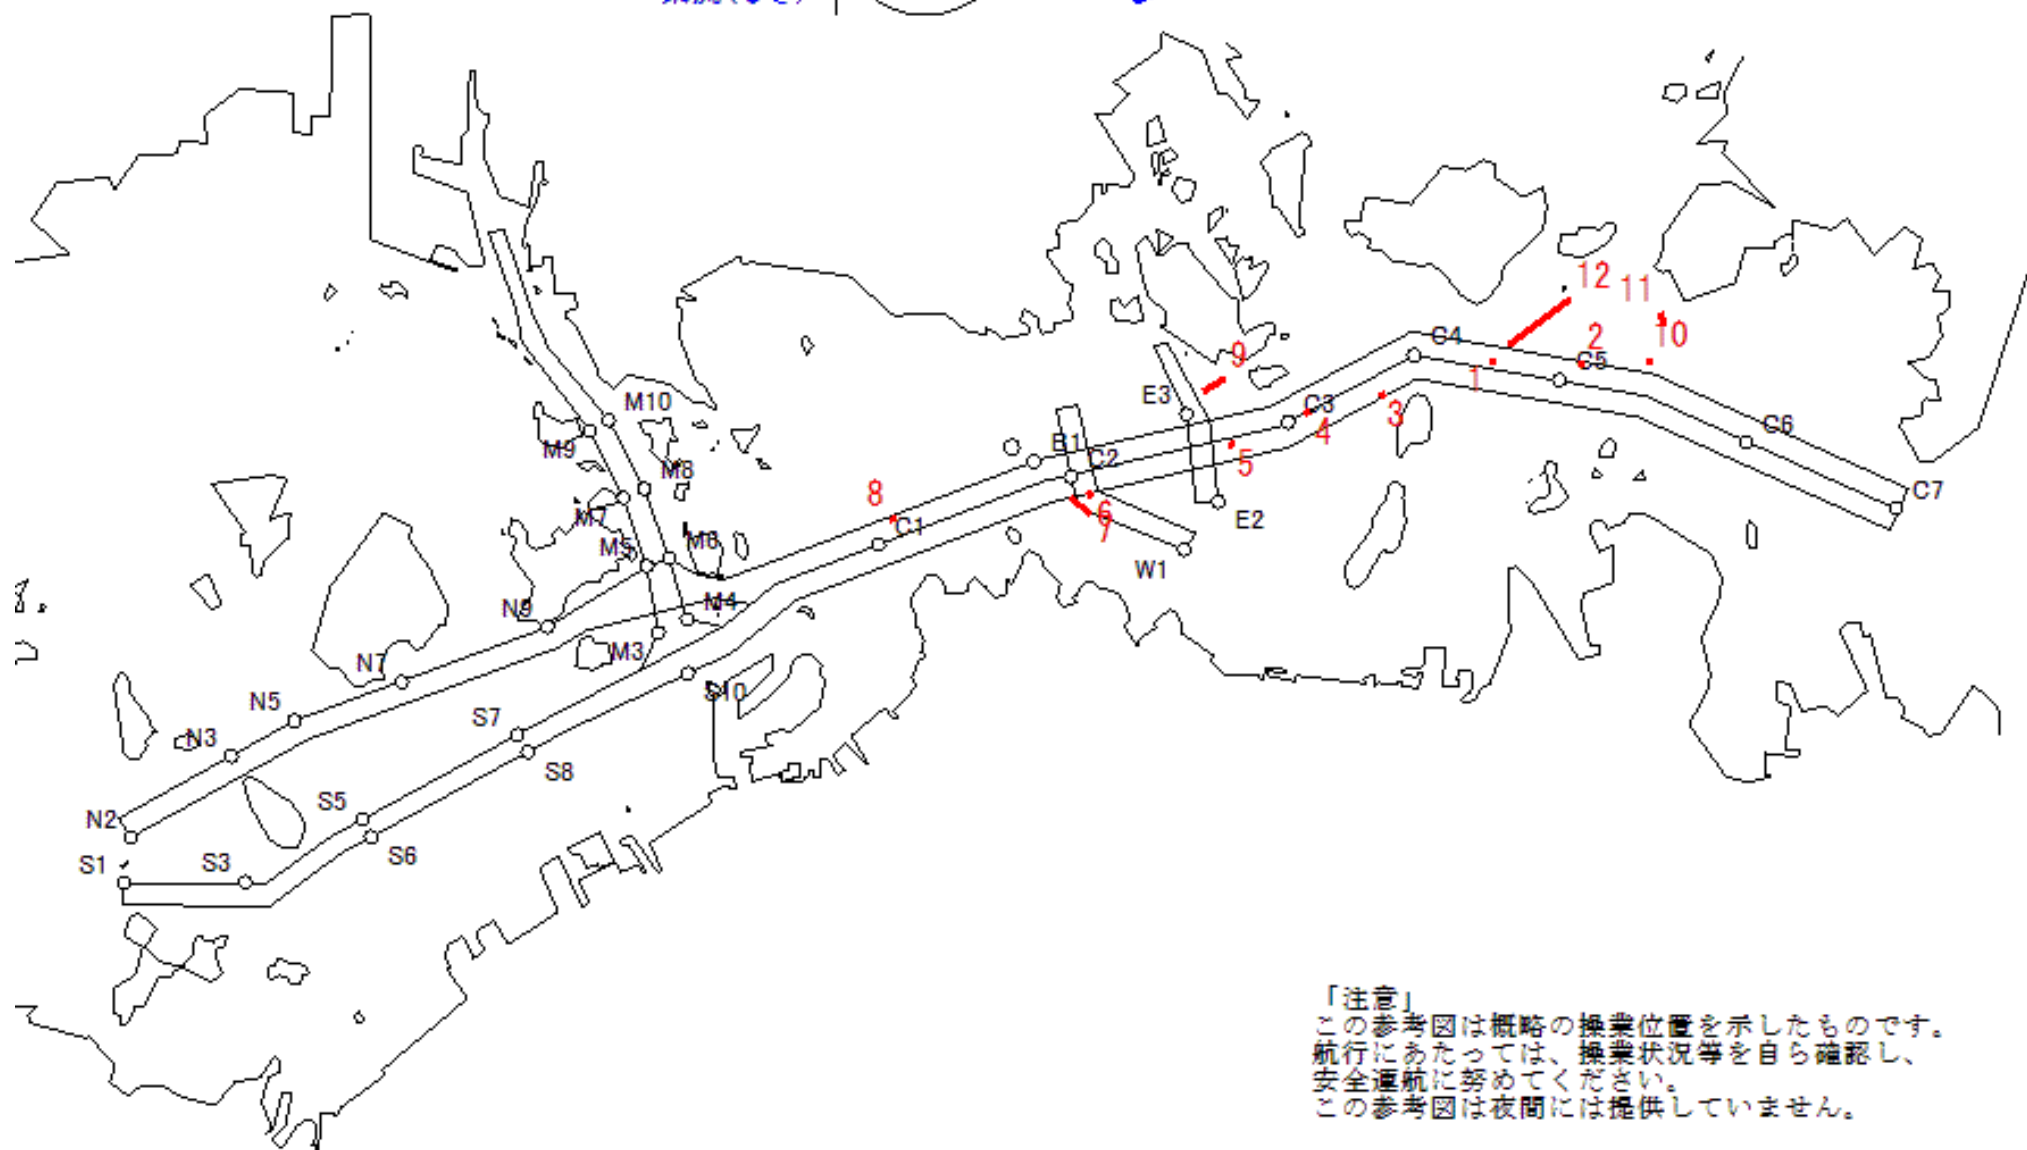 12
11
2
10
C4
C5
9
1
E3
C3
3
M10
4
C6
B1
M9
C2
5
M8
8
C7
M7
6
E2
C1
7
M5
M6
W1
N9
M4
M3
N7
S10
N5
S7
N3
S8
S5
N2
S6
S1
S3
「注意」
この参考図は概略の操業位置を示したものです。
航行にあたっては、操業状況等を自ら確認し、
安全運航に努めてください。
この参考図は夜間には提供していません。